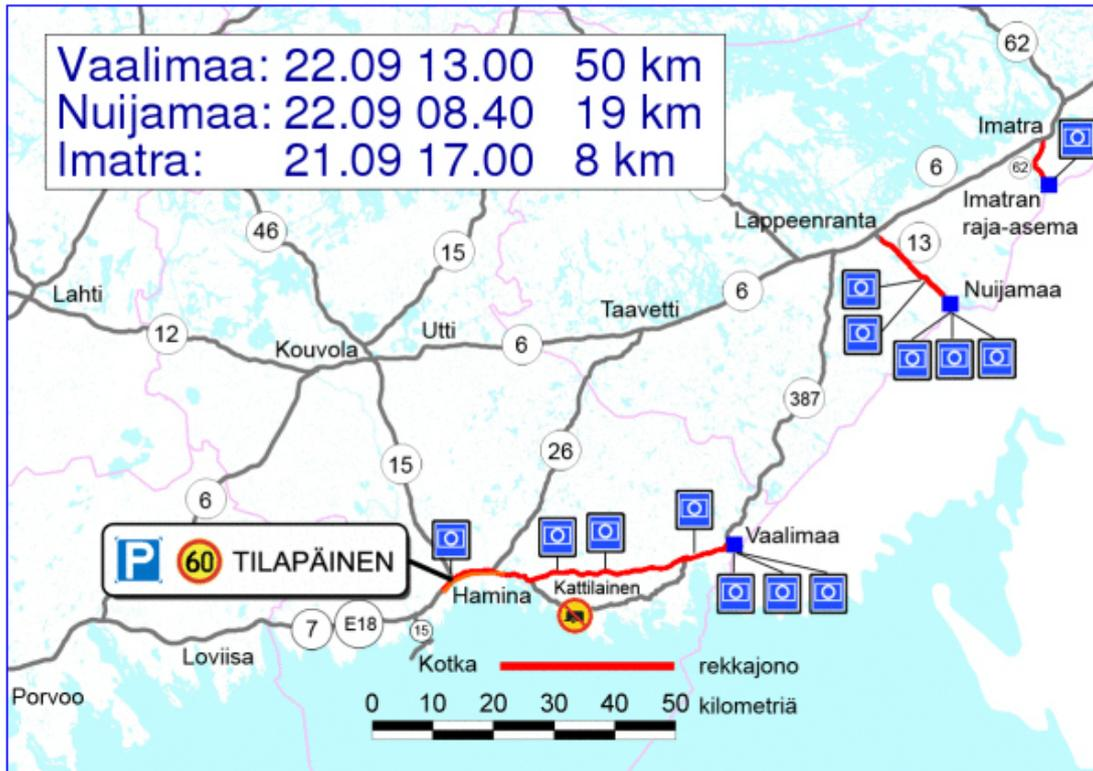 Vaalimaa: 22.09 13.00 50 km
Nuijamaa: 22.09 08.40 19 km
Imatra: 21.09 17.00 8 km
62
Imatra
6
62
Imatran
raja-asema
Lappeenranta
46
15
13
Lahti
Nuijamaa
6
Taavetti
12
Utti
Kouvola
6
387
15
26
6
Vaalimaa
P 60 TILAPÄINEN
Kattilainen
Hamina
7
E18
15
Loviisa
Kotka
rekkajono
Porvoo
0 10 20 30 40 50 kilometriä